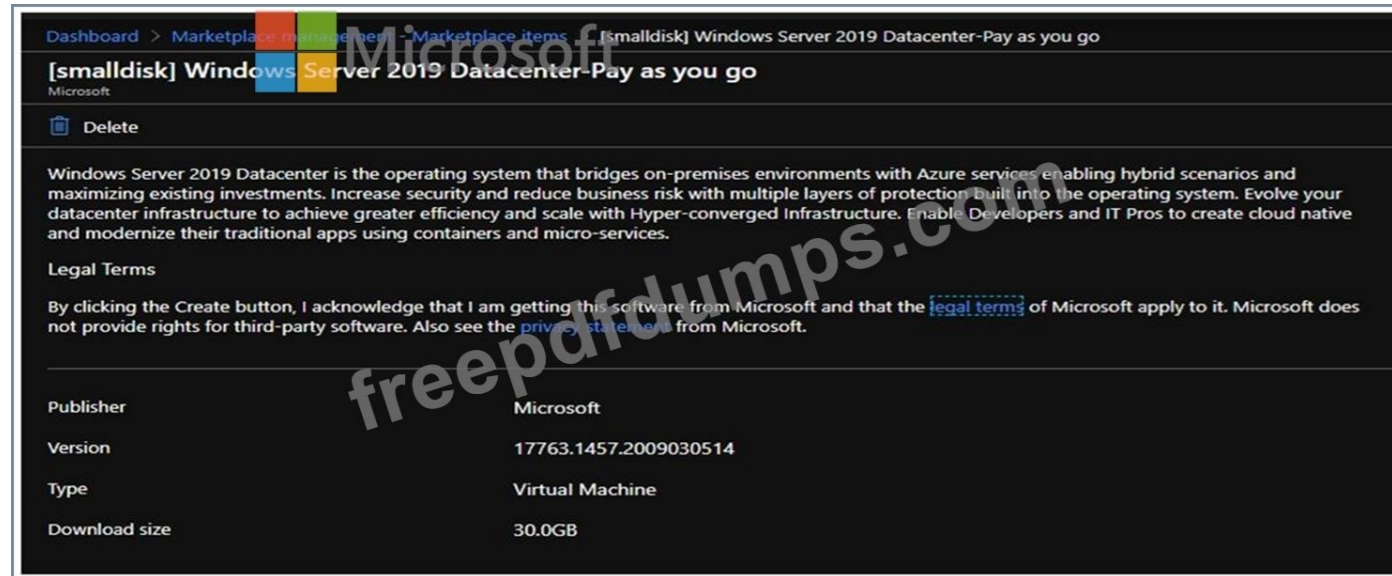 Dashboard > Marketplace management - Marketplace items [smalldisk] Windows Server 2019 Datacenter-Pay as you go
Microsoft
[smalldisk] Windows Server 2019 Datacenter-Pay as you go
Microsoft
Delete
Windows Server 2019 Datacenter is the operating system that bridges on-premises environments with Azure services enabling hybrid scenarios and
maximizing existing investments. Increase security and reduce business risk with multiple layers of protection built into the operating system. Evolve your
datacenter infrastructure to achieve greater efficiency and scale with Hyper-converged Infrastructure. Enable Developers and IT Pros to create cloud native
and modernize their traditional apps using containers and micro-services.
Legal Terms
By clicking the Create button, I acknowledge that I am getting this software from Microsoft and that the legal terms of Microsoft apply to it. Microsoft does
not provide rights for third-party software. Also see the privacy statement from Microsoft.
freepdfdumps.com
Publisher Microsoft
Version 17763.1457.2009030514
Type Virtual Machine
Download size 30.0GB